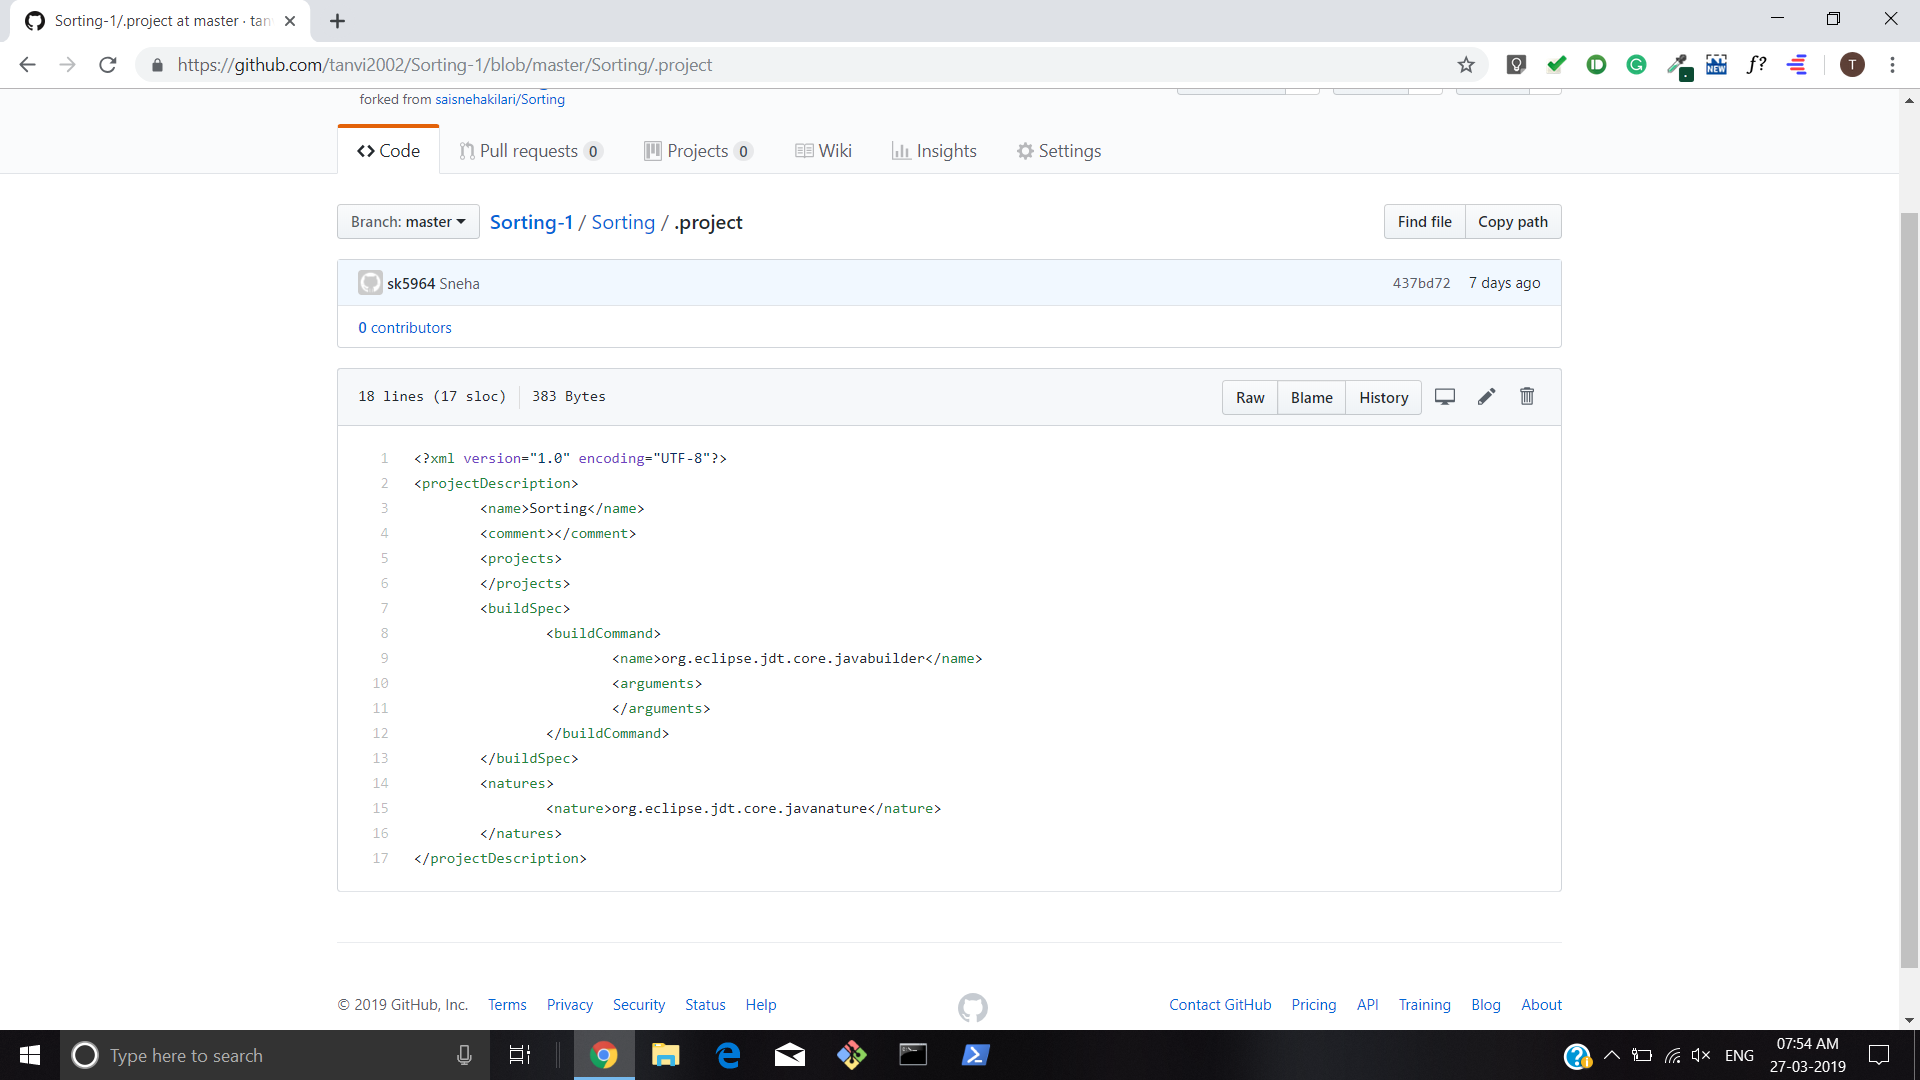 Sorting-1/.project at master · tan
https://github.com/tanvi2002/Sorting-1/blob/master/Sorting/.project
NEW
f?
T
forked from saisnehakilari/Sorting
Code
Pull requests 0
Projects 0
Wiki
Insights
Settings
Branch: master
Sorting-1 / Sorting / .project
Find file
Copy path
sk5964 Sneha
437bd72 7 days ago
0 contributors
18 lines (17 sloc) 383 Bytes
Raw
Blame
History
1 <?xml version="1.0" encoding="UTF-8"?>
2 <projectDescription>
3 <name>Sorting</name>
4 <comment></comment>
5 <projects>
6 </projects>
7 <buildSpec>
8 <buildCommand>
9 <name>org.eclipse.jdt.core.javabuilder</name>
10 <arguments>
11 </arguments>
12 </buildCommand>
13 </buildSpec>
14 <natures>
15 <nature>org.eclipse.jdt.core.javanature</nature>
16 </natures>
17 </projectDescription>
© 2019 GitHub, Inc. Terms Privacy Security Status Help
Contact GitHub Pricing API Training Blog About
Type here to search
ENG
07:54 AM
27-03-2019